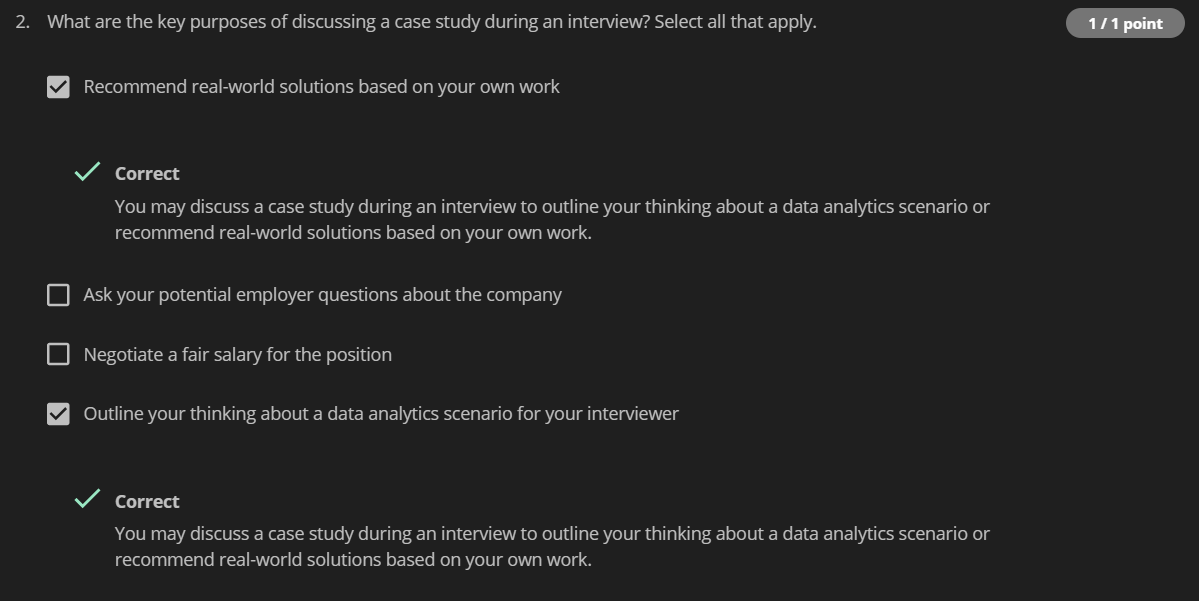 2. What are the key purposes of discussing a case study during an interview? Select all that apply.
1 / 1 point
Recommend real-world solutions based on your own work
Correct
You may discuss a case study during an interview to outline your thinking about a data analytics scenario or
recommend real-world solutions based on your own work.
Ask your potential employer questions about the company
Negotiate a fair salary for the position
Outline your thinking about a data analytics scenario for your interviewer
Correct
You may discuss a case study during an interview to outline your thinking about a data analytics scenario or
recommend real-world solutions based on your own work.